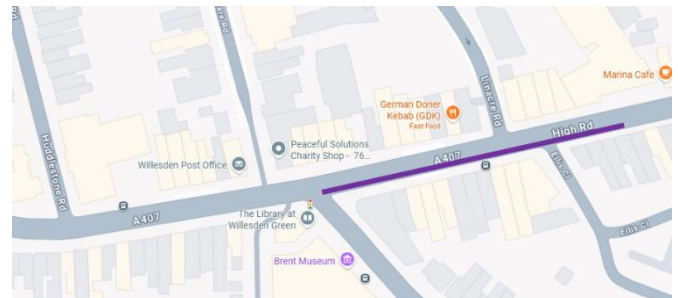 Marina Cafe
Linacre Rd
German Doner
Kebab (GDK)
Fast food
High Rd
Huddlestone Rd
Peaceful Solutions
Charity Shop - 76...
A407
Willesden Post Office
Ellis Cl
A407
The Library at
Willesden Green
Ellis Cl
Brent Museum